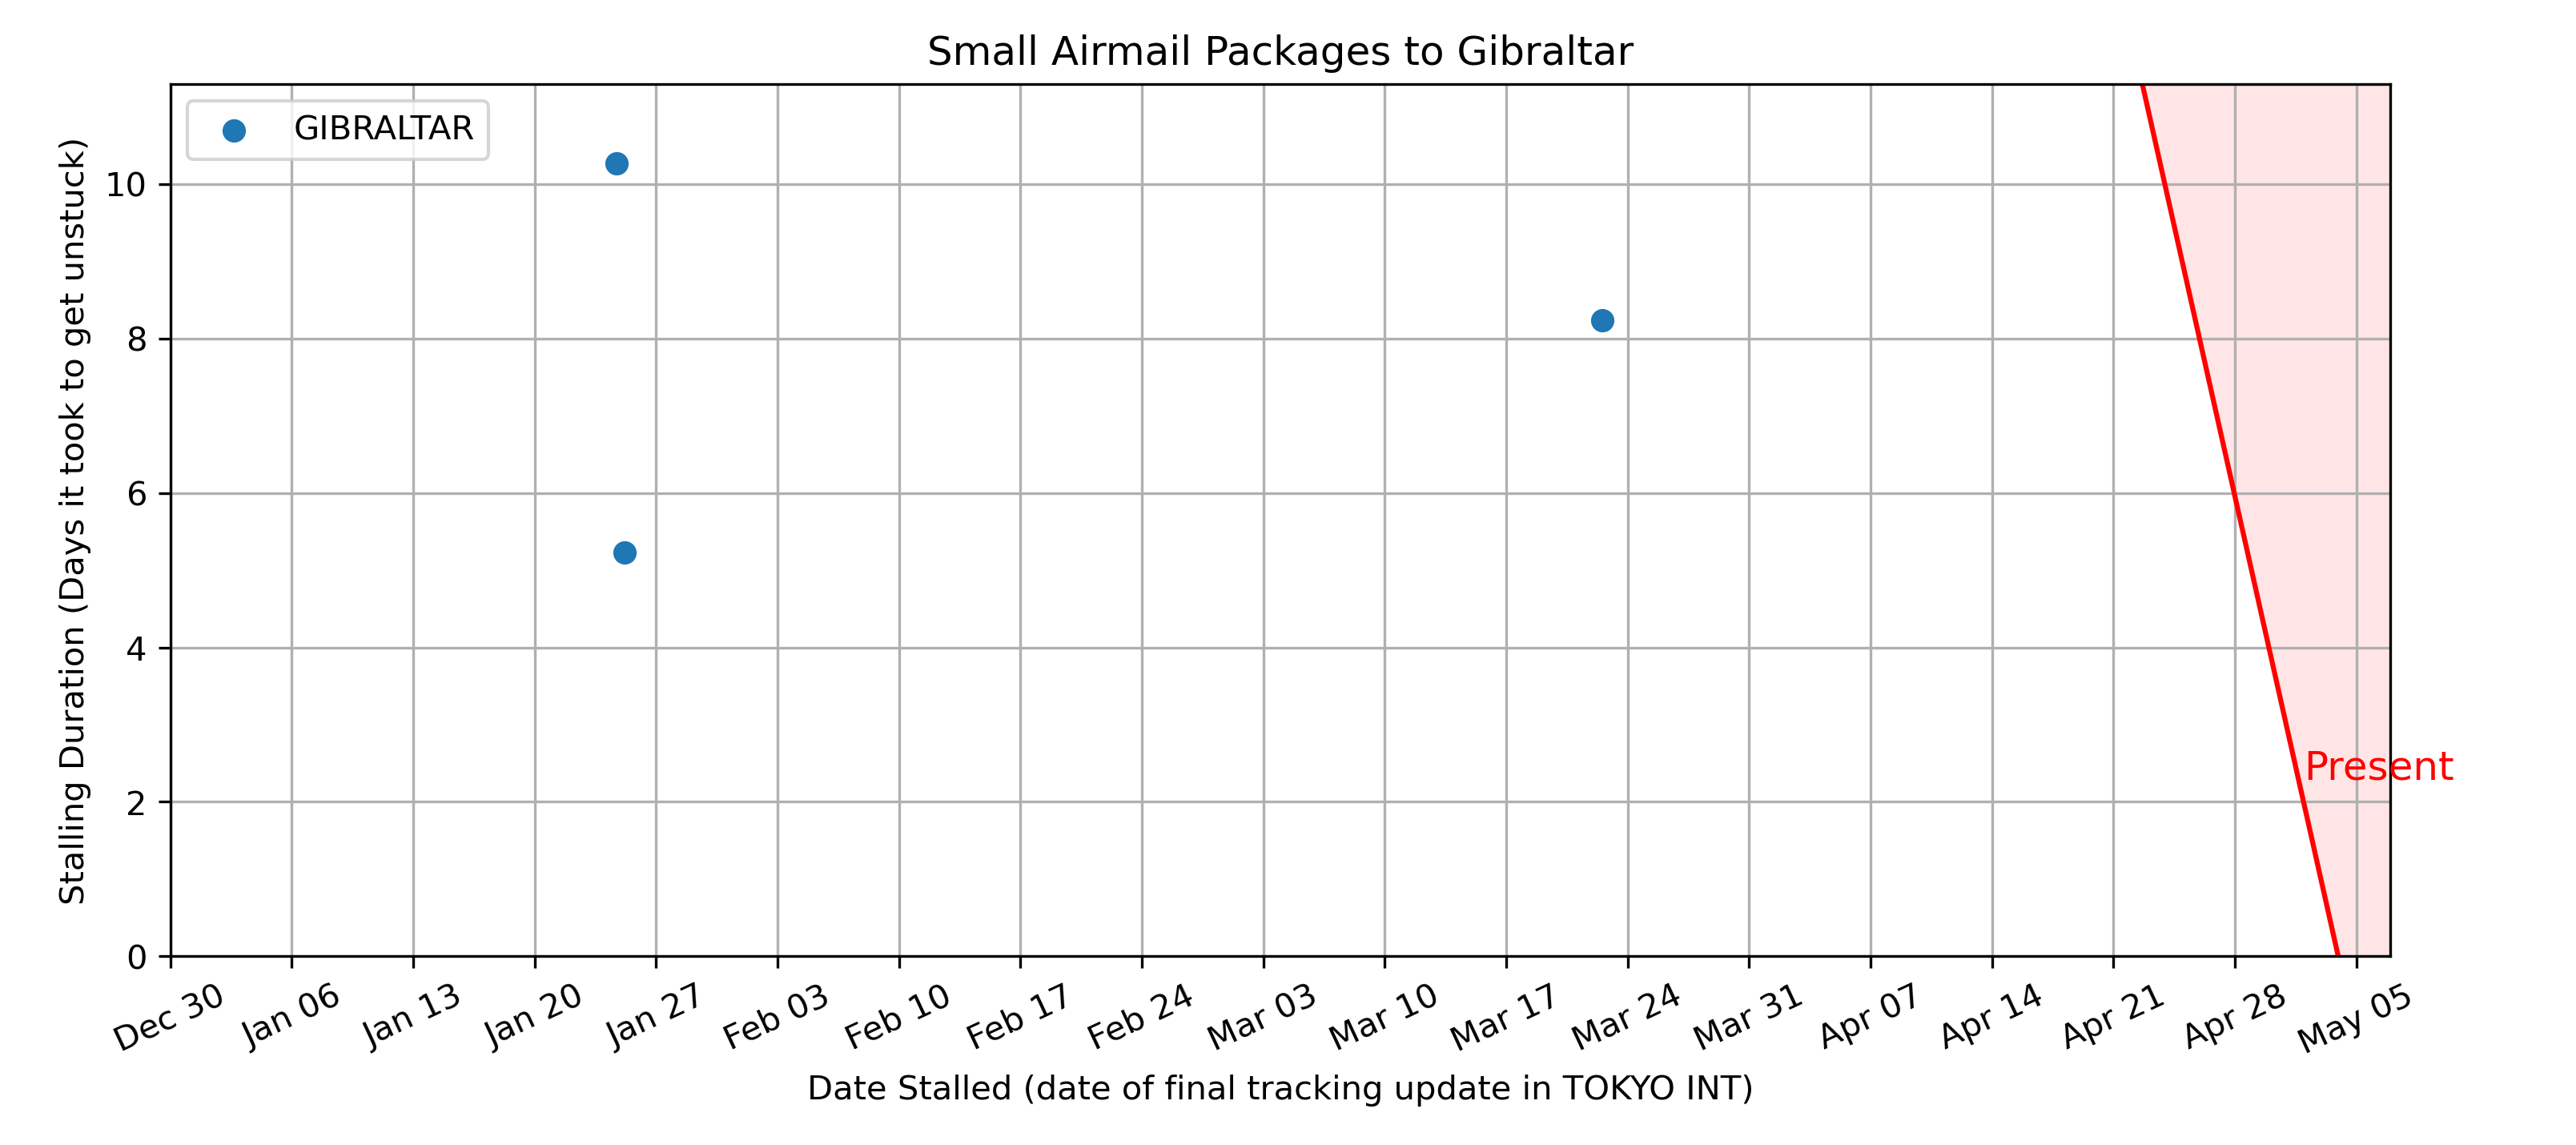 Small Airmail Packages to Gibraltar
GIBRALTAR
Stalling Duration (Days it took to get unstuck)
10
8
6
4
2
0
Present
Dec 30
Jan 06
Jan 13
Jan 20
Jan 27
Feb 03
Feb 10
Feb 17
Feb 24
Mar 03
Mar 10
Mar 17
Mar 24
Mar 31
Apr 07
Apr 14
Apr 21
Apr 28
May 05
Date Stalled (date of final tracking update in TOKYO INT)